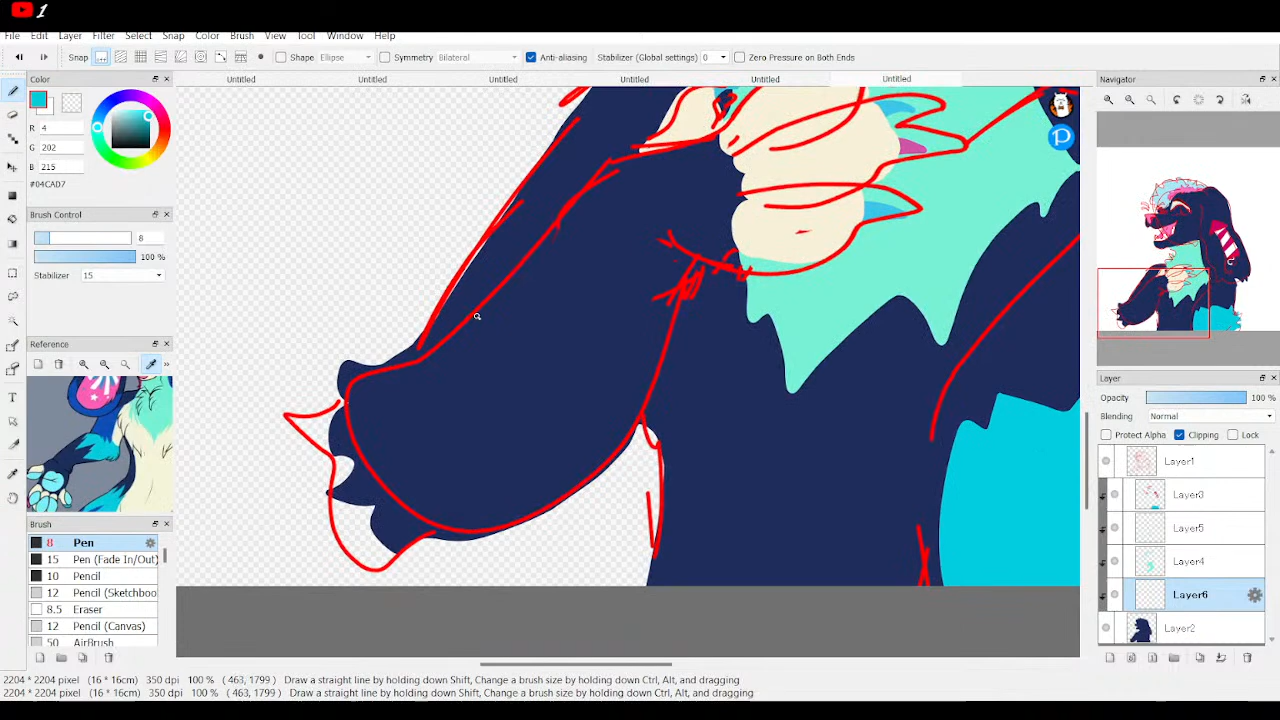 1
File Edit Layer Filter Select Snap Color Brush View Tool Window Help
Snap Shape Ellipse Symmetry Bilateral Anti-aliasing Stabilizer (Global settings) 0 Zero Pressure on Both Ends
Color
Untitled Untitled Untitled Untitled Untitled Untitled
Navigator
R 4
G 202
B 215
#04CAD7
Brush Control
8
100 %
Stabilizer 15
Reference
Layer
Opacity 100 %
Blending Normal
Protect Alpha Clipping Lock
Layer1
Layer3
Layer5
Layer4
Layer6
Layer2
Brush
8 Pen
15 Pen (Fade In/Out)
10 Pencil
12 Pencil (Sketchboo
8.5 Eraser
12 Pencil (Canvas)
50 AirBrush
2204 * 2204 pixel (16 * 16cm) 350 dpi 100 % ( 463, 1799 ) Draw a straight line by holding down Shift, Change a brush size by holding down Ctrl, Alt, and dragging
2204 * 2204 pixel (16 * 16cm) 350 dpi 100 % ( 463, 1799 ) Draw a straight line by holding down Shift, Change a brush size by holding down Ctrl, Alt, and dragging